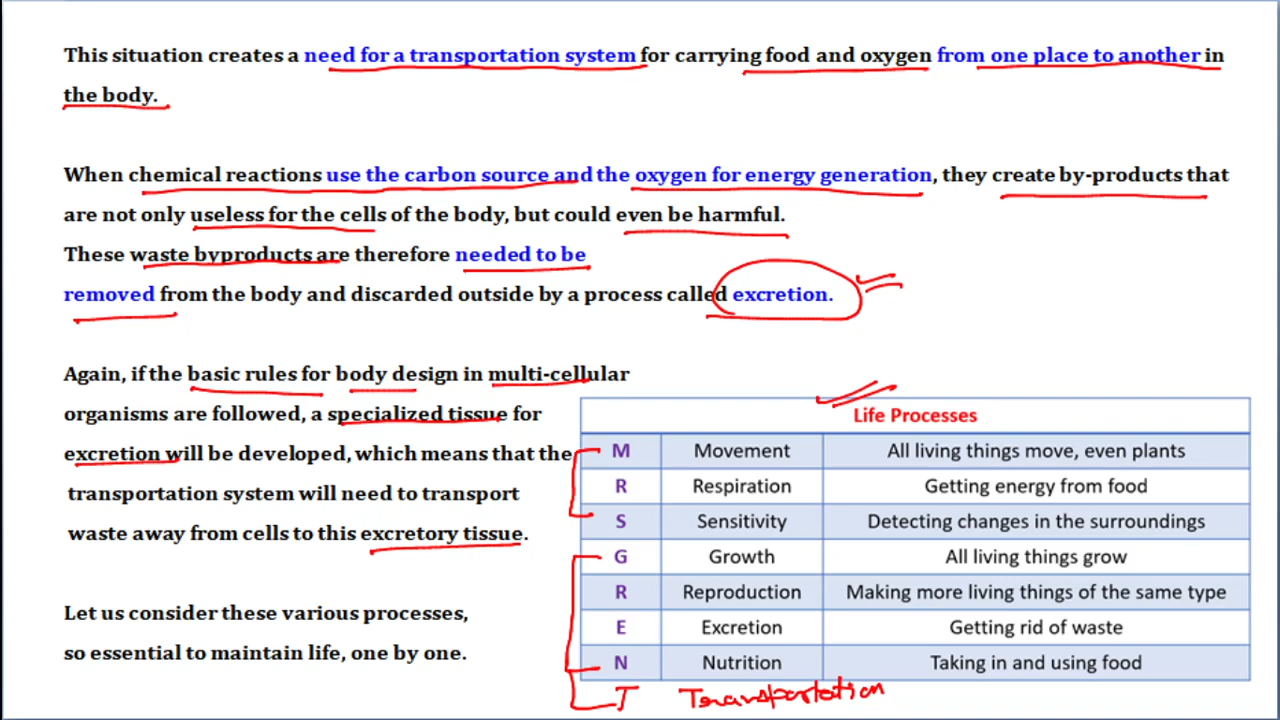 This situation creates a need for a transportation system for carrying food and oxygen from one place to another in
the body.
When chemical reactions use the carbon source and the oxygen for energy generation, they create by-products that
are not only useless for the cells of the body, but could even be harmful.
These waste byproducts are therefore needed to be
removed from the body and discarded outside by a process called excretion.
Again, if the basic rules for body design in multi-cellular
organisms are followed, a specialized tissue for
excretion will be developed, which means that the
transportation system will need to transport
waste away from cells to this excretory tissue.
Let us consider these various processes,
so essential to maintain life, one by one.
Life Processes
M Movement All living things move, even plants
R Respiration Getting energy from food
S Sensitivity Detecting changes in the surroundings
G Growth All living things grow
R Reproduction Making more living things of the same type
E Excretion Getting rid of waste
N Nutrition Taking in and using food
T Transportation